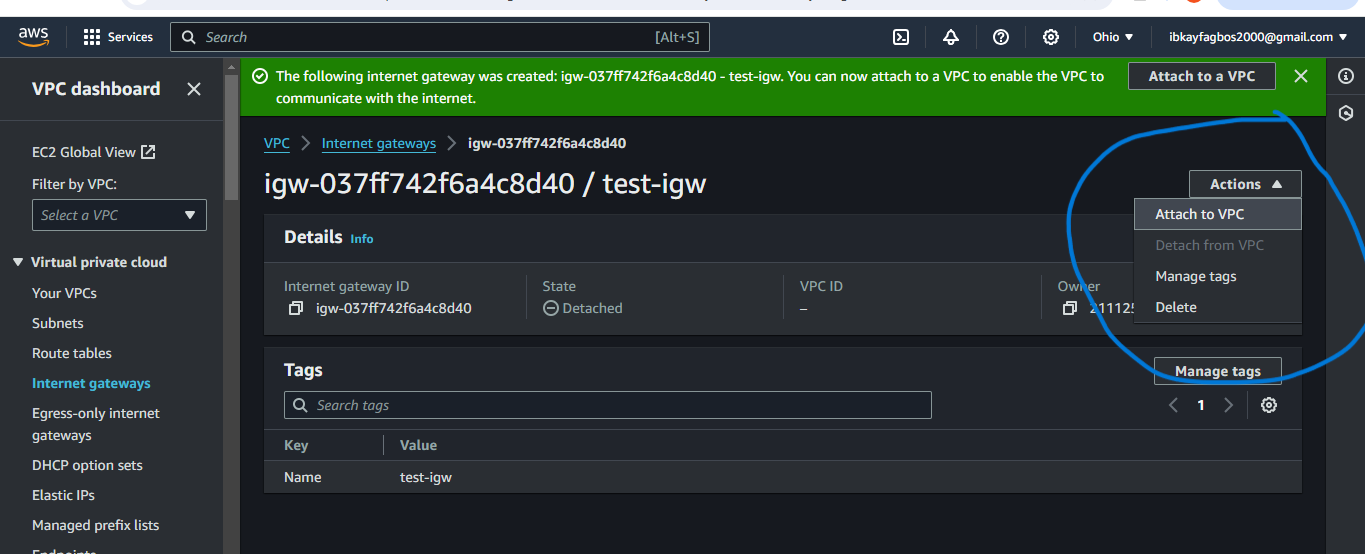 aws
Services
Search
[Alt+S]
Ohio
ibkayfagbos2000@gmail.com
VPC dashboard
EC2 Global View
Filter by VPC:
Select a VPC
Virtual private cloud
Your VPCs
Subnets
Route tables
Internet gateways
Egress-only internet
gateways
DHCP option sets
Elastic IPs
Managed prefix lists
The following internet gateway was created: igw-037ff742f6a4c8d40 - test-igw. You can now attach to a VPC to enable the VPC to
communicate with the internet.
Attach to a VPC
VPC
Internet gateways
igw-037ff742f6a4c8d40
igw-037ff742f6a4c8d40 / test-igw
Actions
Attach to VPC
Detach from VPC
Manage tags
Delete
Details
Info
Internet gateway ID
igw-037ff742f6a4c8d40
State
Detached
VPC ID
–
Owner
211125
Tags
Manage tags
Search tags
1
Key
Value
Name
test-igw